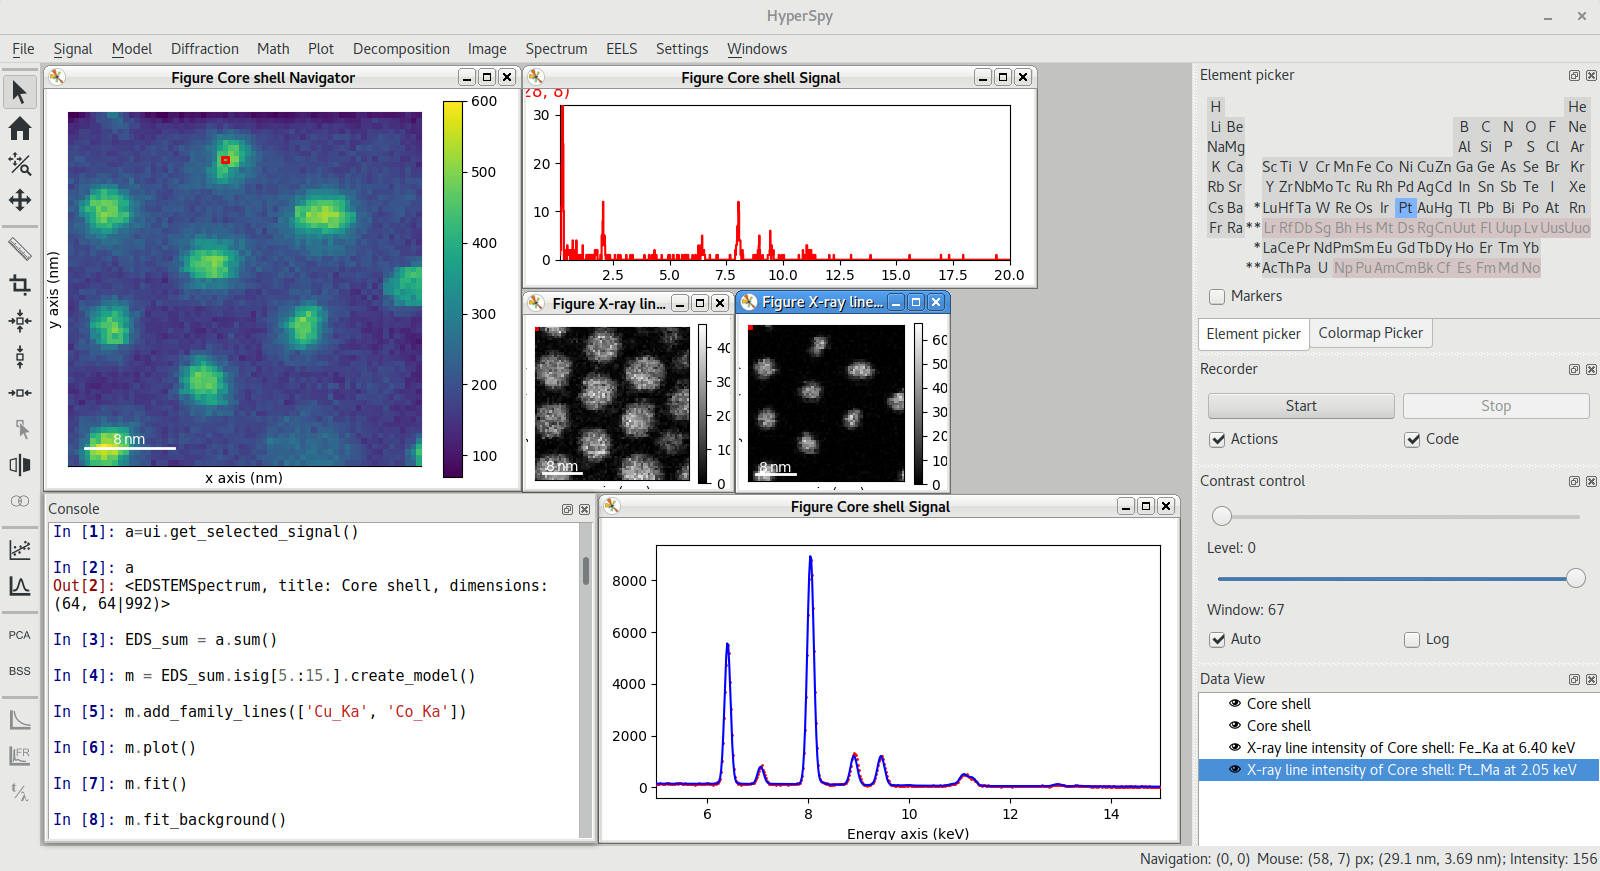 HyperSpy
File Signal Model Diffraction Math Plot Decomposition Image Spectrum EELS Settings Windows
Figure Core shell Navigator
600
500
400
300
200
100
y axis (nm)
8 nm
x axis (nm)
Figure Core shell Signal
30
20
10
0
2.5 5.0 7.5 10.0 12.5 15.0 17.5 20.0
Figure X-ray lin...
40
30
20
10
0
8 nm
Figure X-ray line...
60
50
40
30
20
10
0
8 nm
Console
In [1]: a=ui.get_selected_signal()
In [2]: a
Out[2]: <EDSTEMSpectrum, title: Core shell, dimensions:
(64, 64|992)>
In [3]: EDS_sum = a.sum()
In [4]: m = EDS_sum.isig[5.:15.].create_model()
In [5]: m.add_family_lines(['Cu_Ka', 'Co_Ka'])
In [6]: m.plot()
In [7]: m.fit()
In [8]: m.fit_background()
PCA
BSS
FR
Figure Core shell Signal
8000
6000
4000
2000
0
6 8 10 12 14
Energy axis (keV)
Element picker
H He
Li Be B C N O F Ne
Na Mg Al Si P S Cl Ar
K Ca Sc Ti V Cr Mn Fe Co Ni Cu Zn Ga Ge As Se Br Kr
Rb Sr Y Zr Nb Mo Tc Ru Rh Pd Ag Cd In Sn Sb Te I Xe
Cs Ba * Lu Hf Ta W Re Os Ir Pt Au Hg Tl Pb Bi Po At Rn
Fr Ra ** Lr Rf Db Sg Bh Hs Mt Ds Rg Cn Uut Fl Uup Lv Uus Uuo
* La Ce Pr Nd Pm Sm Eu Gd Tb Dy Ho Er Tm Yb
** Ac Th Pa U Np Pu Am Cm Bk Cf Es Fm Md No
Markers
Element picker Colormap Picker
Recorder
Start Stop
Actions Code
Contrast control
Level: 0
Window: 67
Auto Log
Data View
Core shell
Core shell
X-ray line intensity of Core shell: Fe_Ka at 6.40 keV
X-ray line intensity of Core shell: Pt_Ma at 2.05 keV
Navigation: (0, 0) Mouse: (58, 7) px; (29.1 nm, 3.69 nm); Intensity: 156